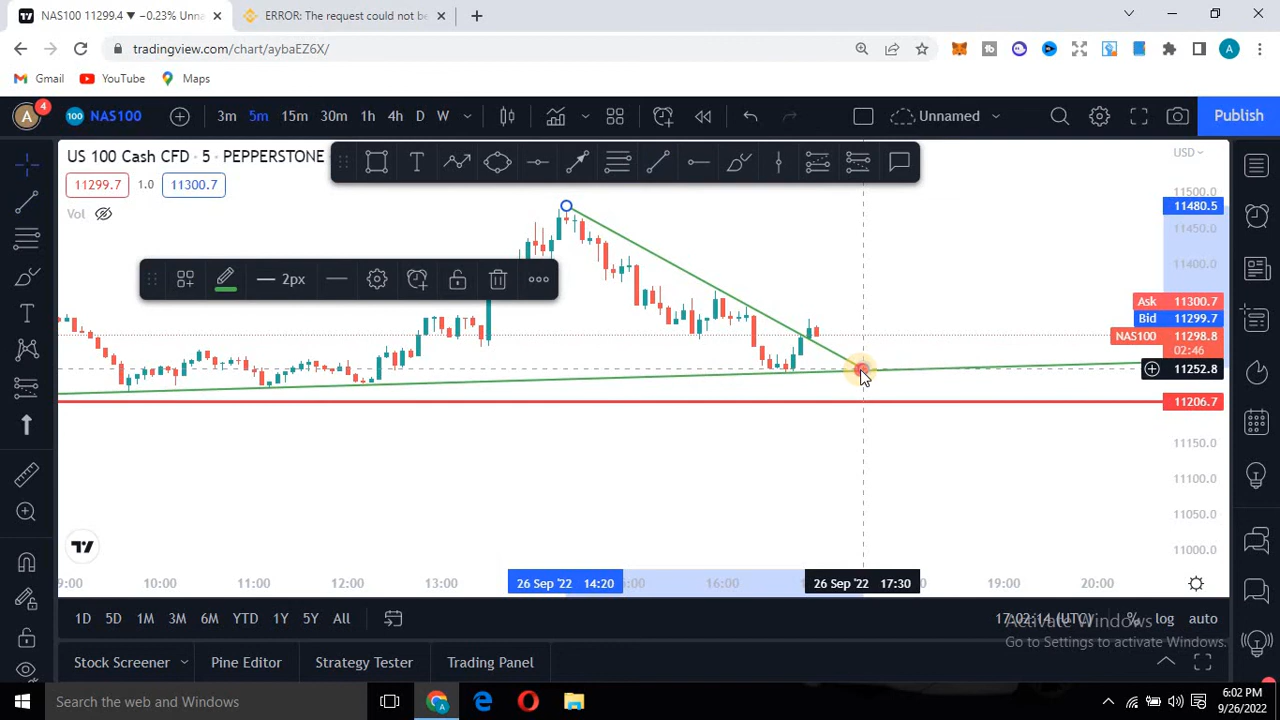 NAS100 11299.4 ▼ −0.23% Unna
ERROR: The request could not be
tradingview.com/chart/aybaEZ6X/
A
Gmail YouTube Maps
A 4 100 NAS100 3m 5m 15m 30m 1h 4h D W Unnamed Publish
US 100 Cash CFD · 5 · PEPPERSTONE
USD
11299.7 1.0 11300.7
Vol
T
11500.0
11480.5
11450.0
11400.0
2px
Ask 11300.7
Bid 11299.7
NAS100 11298.8
02:46
11252.8
11206.7
11150.0
11100.0
11050.0
11000.0
9:00 10:00 11:00 12:00 13:00 26 Sep '22 14:20 5:00 16:00 26 Sep '22 17:30 19:00 20:00
1D 5D 1M 3M 6M YTD 1Y 5Y All 17:02:14 (UTC) % log auto
Activate Windows
Go to Settings to activate Windows.
Stock Screener Pine Editor Strategy Tester Trading Panel
Search the web and Windows
6:02 PM
9/26/2022